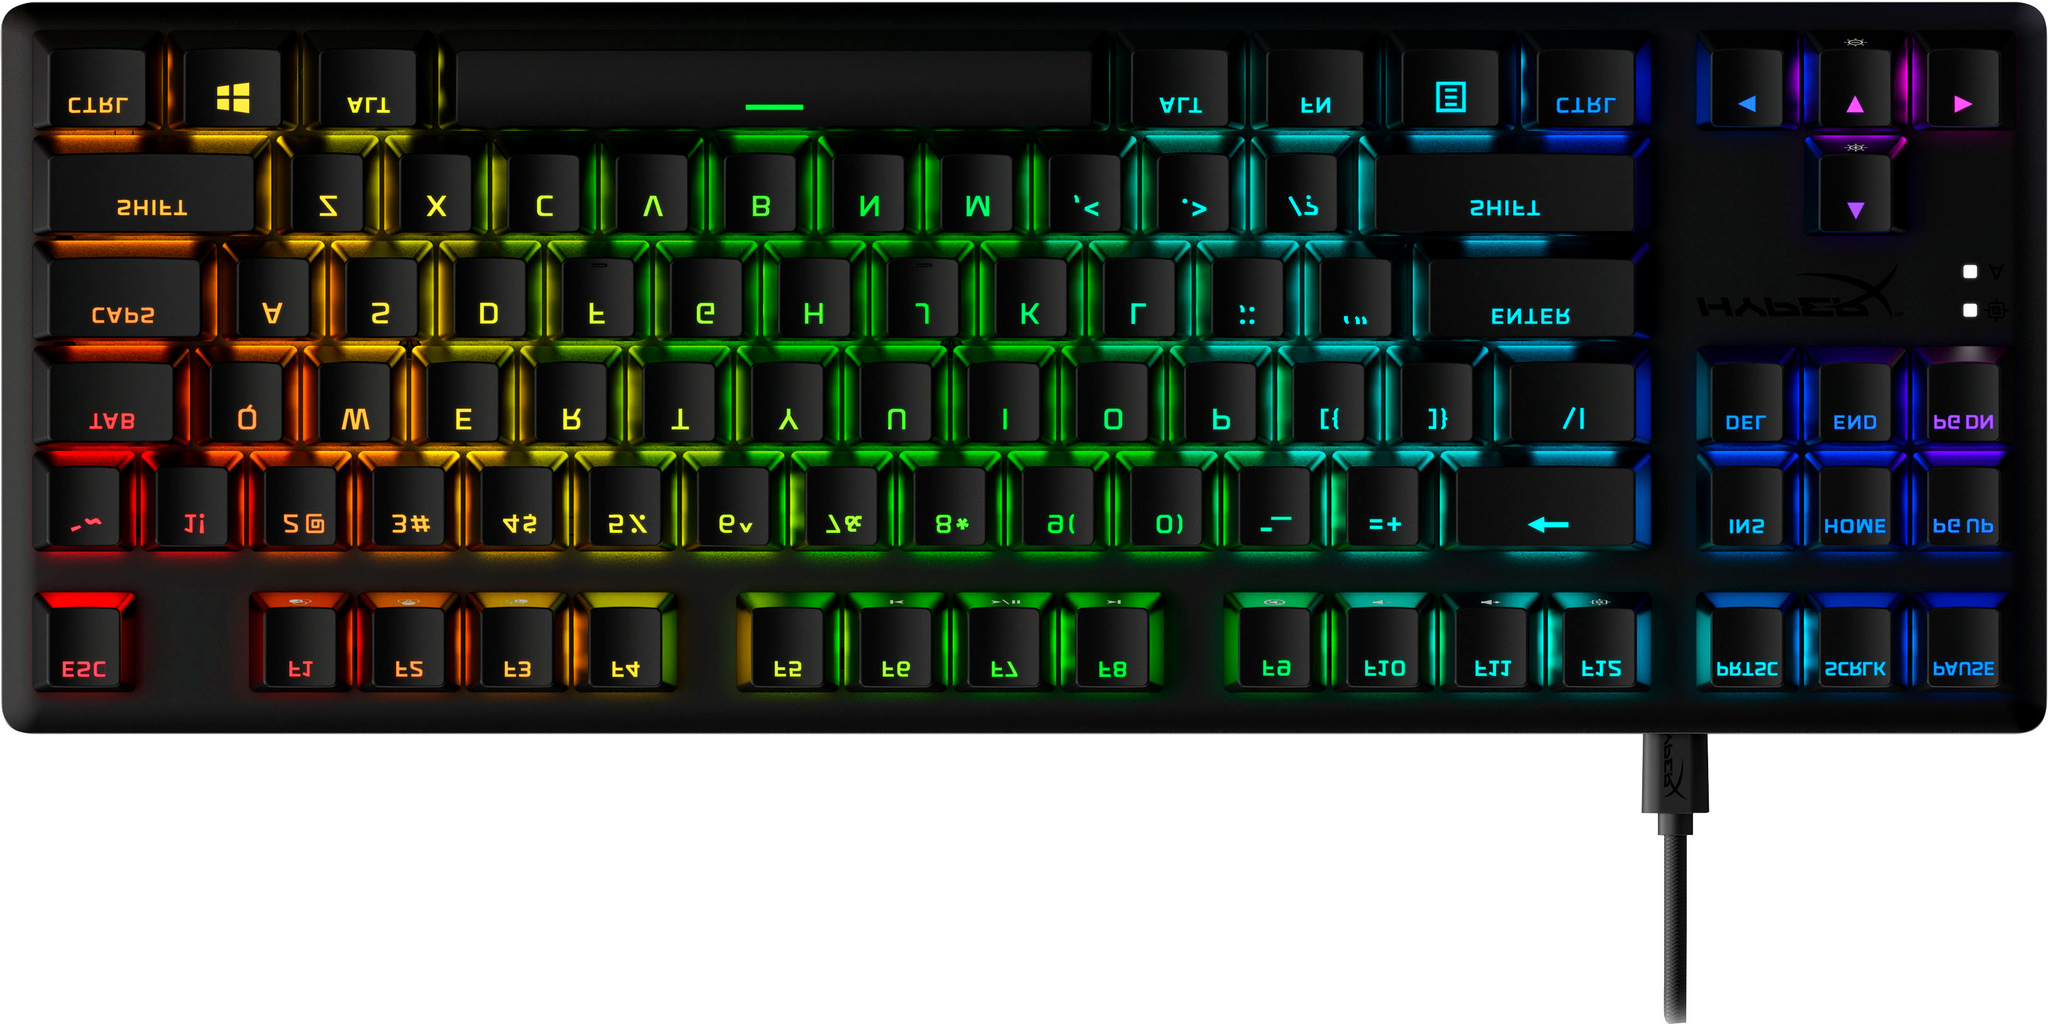 CTRL ALT ALT FN CTRL
SHIFT Z X C V B N M ,< .> /? SHIFT
CAPS A S D F G H J K L ;: '" ENTER
HYPERX
TAB Q W E R T Y U I O P [{ ]} \| DEL END PG DN
`~ 1! 2@ 3# 4$ 5% 6^ 7& 8* 9( 0) -_ =+ INS HOME PG UP
ESC F1 F2 F3 F4 F5 F6 F7 F8 F9 F10 F11 F12 PRTSC SCRLK PAUSE
HYPERX